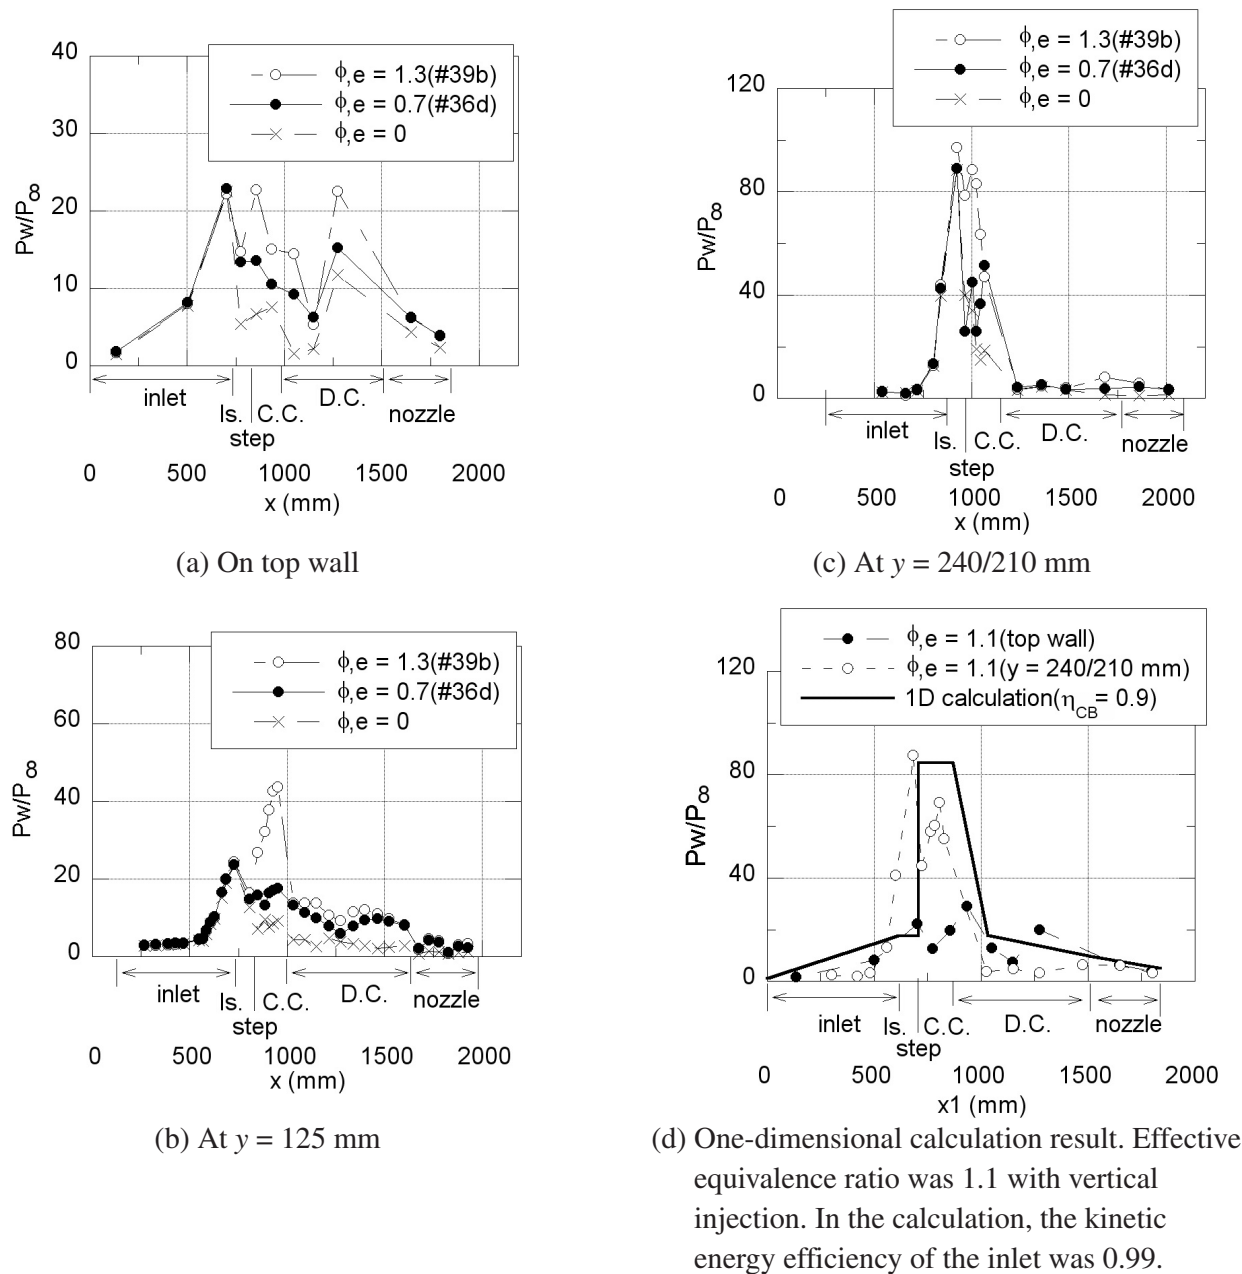 ϕ,e = 1.3(#39b)
ϕ,e = 0.7(#36d)
ϕ,e = 0
40
30
20
10
0
Pw/P∞
inlet
Is.
C.C.
D.C.
nozzle
step
0 500 1000 1500 2000
x (mm)
(a) On top wall
ϕ,e = 1.3(#39b)
ϕ,e = 0.7(#36d)
ϕ,e = 0
120
80
40
0
Pw/P∞
inlet
Is.
C.C.
D.C.
nozzle
step
0 500 1000 1500 2000
x (mm)
(c) At y = 240/210 mm
ϕ,e = 1.3(#39b)
ϕ,e = 0.7(#36d)
ϕ,e = 0
80
60
40
20
0
Pw/P∞
inlet
Is.
C.C.
D.C.
nozzle
step
0 500 1000 1500 2000
x (mm)
(b) At y = 125 mm
ϕ,e = 1.1(top wall)
ϕ,e = 1.1(y = 240/210 mm)
1D calculation(ηCB= 0.9)
120
80
40
0
Pw/P∞
inlet
Is.
C.C.
D.C.
nozzle
step
0 500 1000 1500 2000
x1 (mm)
(d) One-dimensional calculation result. Effective
equivalence ratio was 1.1 with vertical
injection. In the calculation, the kinetic
energy efficiency of the inlet was 0.99.